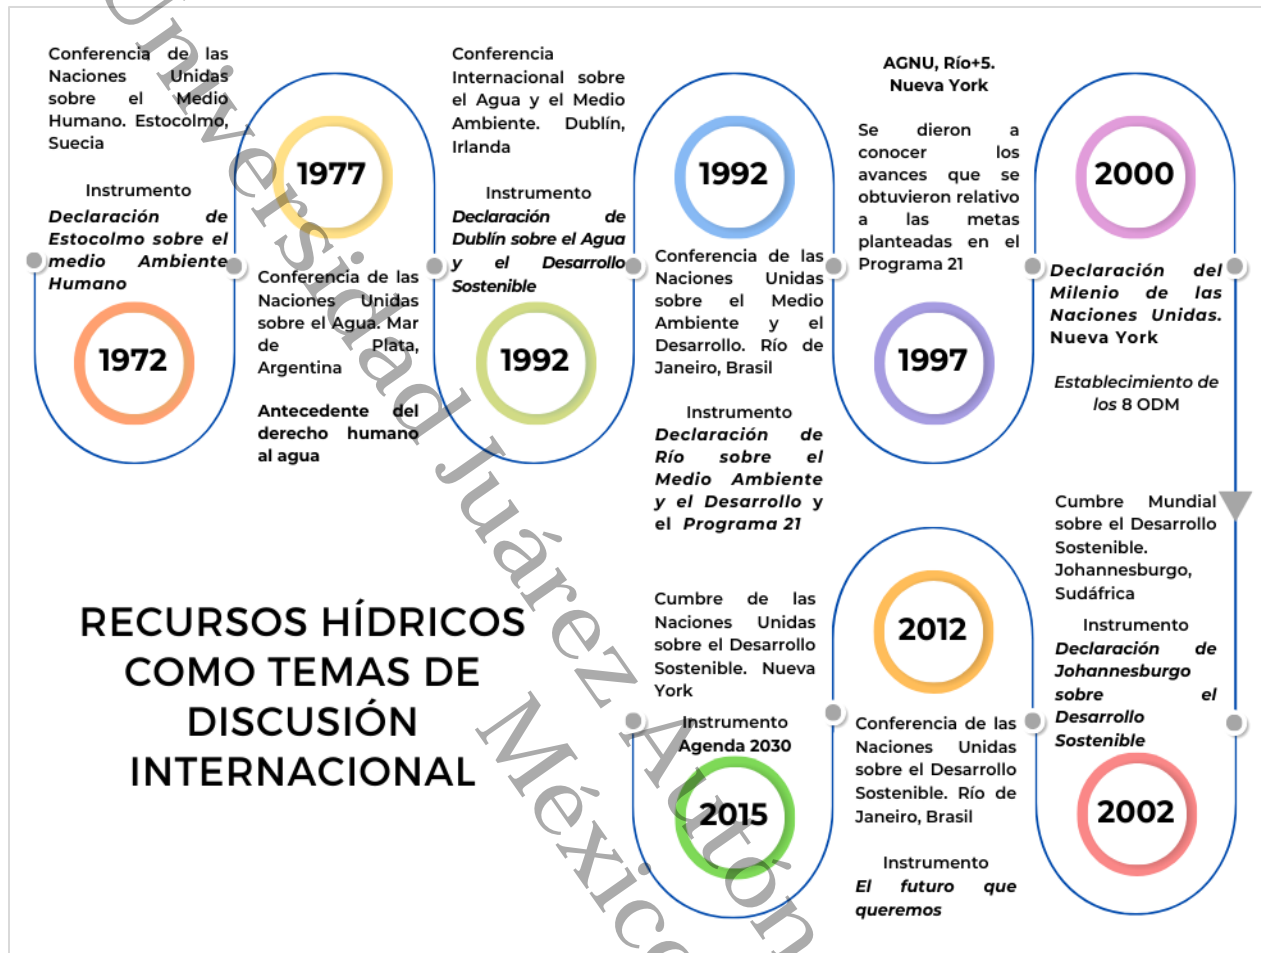 Conferencia de las
Naciones Unidas
sobre el Medio
Humano. Estocolmo,
Suecia
Instrumento
Declaración de
Estocolmo sobre el
medio Ambiente
Humano
1972
1977
Conferencia de las
Naciones Unidas
sobre el Agua. Mar
de Plata,
Argentina
Antecedente del
derecho humano
al agua
Conferencia
Internacional sobre
el Agua y el Medio
Ambiente. Dublín,
Irlanda
Instrumento
Declaración de
Dublín sobre el Agua
y el Desarrollo
Sostenible
1992
1992
Conferencia de las
Naciones Unidas
sobre el Medio
Ambiente y el
Desarrollo. Río de
Janeiro, Brasil
Instrumento
Declaración de
Río sobre el
Medio Ambiente
y el Desarrollo y
el Programa 21
AGNU, Río+5.
Nueva York
Se dieron a
conocer los
avances que se
obtuvieron relativo
a las metas
planteadas en el
Programa 21
1997
2000
Declaración del
Milenio de las
Naciones Unidas.
Nueva York
Establecimiento de
los 8 ODM
Cumbre Mundial
sobre el Desarrollo
Sostenible.
Johannesburgo,
Sudáfrica
Instrumento
Declaración de
Johannesburgo
sobre el
Desarrollo
Sostenible
2002
2012
Conferencia de las
Naciones Unidas
sobre el Desarrollo
Sostenible. Río de
Janeiro, Brasil
Instrumento
El futuro que
queremos
Cumbre de las
Naciones Unidas
sobre el Desarrollo
Sostenible. Nueva
York
Instrumento
Agenda 2030
2015
RECURSOS HÍDRICOS
COMO TEMAS DE
DISCUSIÓN
INTERNACIONAL
Universidad Juárez Autón
México